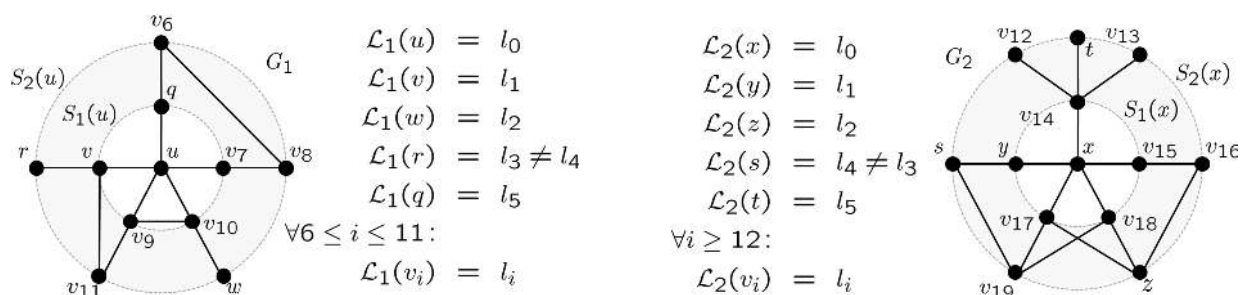 v₆
G₁
S₂(u)
q
S₁(u)
r v u v₇ v₈
v₉ v₁₀
v₁₁ w
ℒ₁(u) = l₀
ℒ₁(v) = l₁
ℒ₁(w) = l₂
ℒ₁(r) = l₃ ≠ l₄
ℒ₁(q) = l₅
∀6 ≤ i ≤ 11:
ℒ₁(vᵢ) = lᵢ
ℒ₂(x) = l₀
ℒ₂(y) = l₁
ℒ₂(z) = l₂
ℒ₂(s) = l₄ ≠ l₃
ℒ₂(t) = l₅
∀i ≥ 12:
ℒ₂(vᵢ) = lᵢ
v₁₂ t v₁₃
G₂
S₂(x)
S₁(x)
v₁₄
s y x v₁₅ v₁₆
v₁₇ v₁₈
v₁₉ z